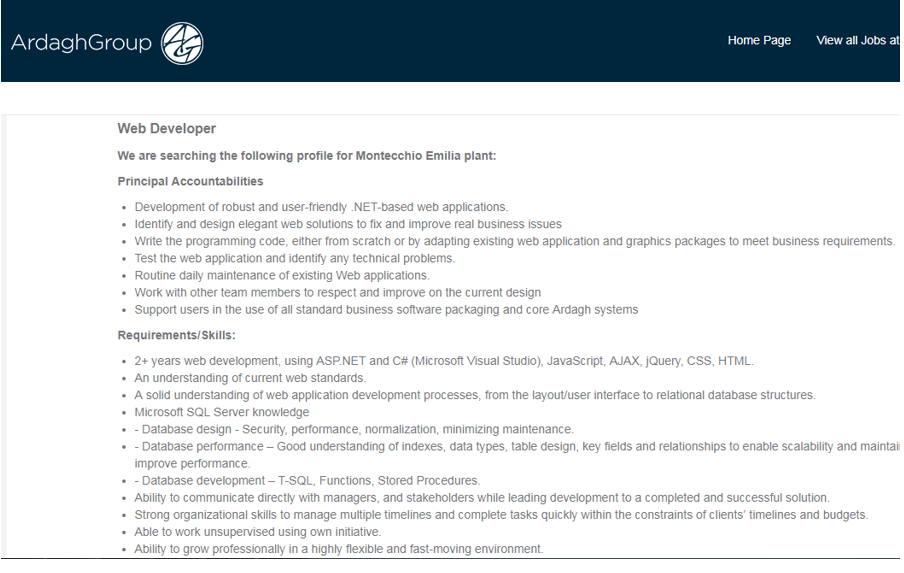 ArdaghGroup AG
Home Page View all Jobs at
Web Developer
We are searching the following profile for Montecchio Emilia plant:
Principal Accountabilities
• Development of robust and user-friendly .NET-based web applications.
• Identify and design elegant web solutions to fix and improve real business issues
• Write the programming code, either from scratch or by adapting existing web application and graphics packages to meet business requirements.
• Test the web application and identify any technical problems.
• Routine daily maintenance of existing Web applications.
• Work with other team members to respect and improve on the current design
• Support users in the use of all standard business software packaging and core Ardagh systems
Requirements/Skills:
• 2+ years web development, using ASP.NET and C# (Microsoft Visual Studio), JavaScript, AJAX, jQuery, CSS, HTML.
• An understanding of current web standards.
• A solid understanding of web application development processes, from the layout/user interface to relational database structures.
• Microsoft SQL Server knowledge
• - Database design - Security, performance, normalization, minimizing maintenance.
• - Database performance – Good understanding of indexes, data types, table design, key fields and relationships to enable scalability and maintai
improve performance.
• - Database development – T-SQL, Functions, Stored Procedures.
• Ability to communicate directly with managers, and stakeholders while leading development to a completed and successful solution.
• Strong organizational skills to manage multiple timelines and complete tasks quickly within the constraints of clients’ timelines and budgets.
• Able to work unsupervised using own initiative.
• Ability to grow professionally in a highly flexible and fast-moving environment.